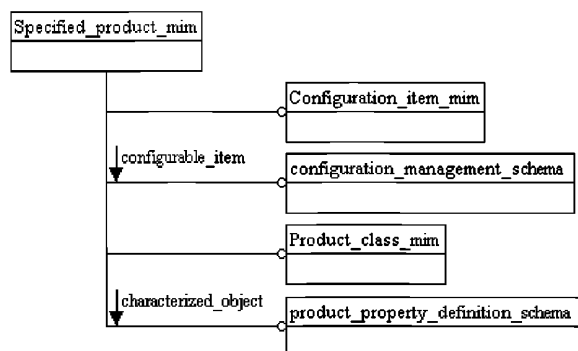 Specified_product_mim
Configuration_item_mim
configurable_item
configuration_management_schema
Product_class_mim
characterized_object
product_property_definition_schema